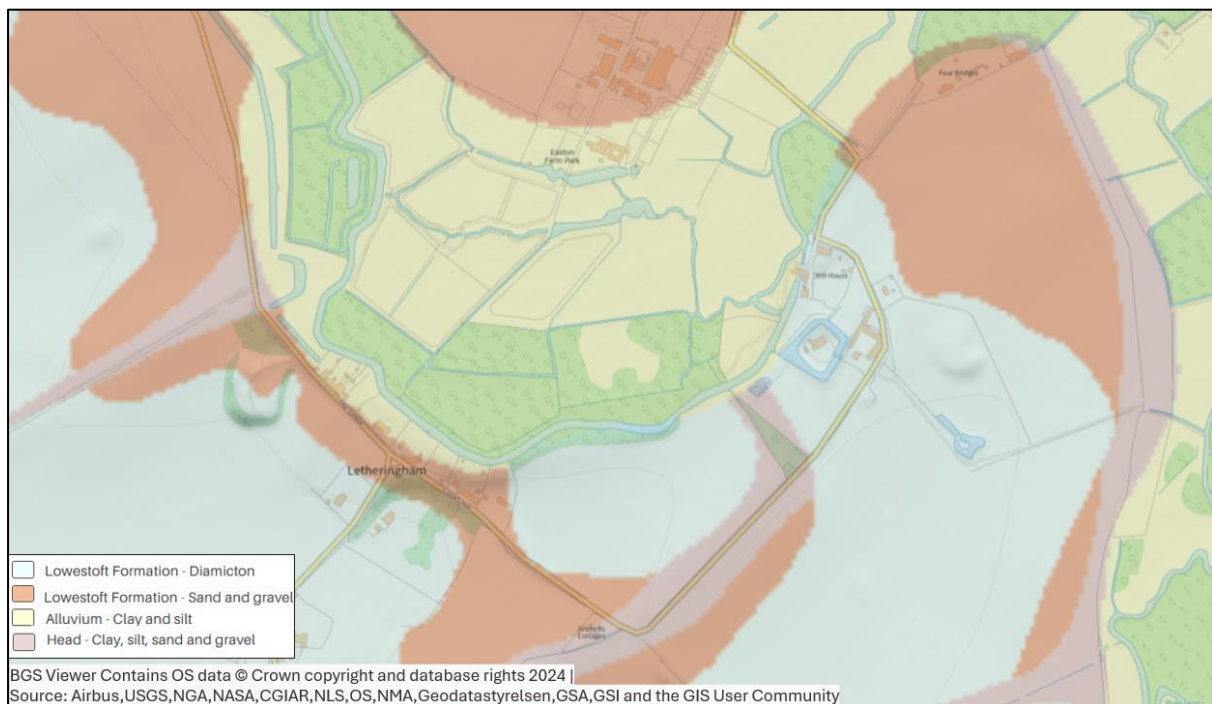 Four Bridges
Easton
Farm Park
Mill House
Letheringham
Cottages
Lowestoft Formation - Diamicton
Lowestoft Formation - Sand and gravel
Alluvium - Clay and silt
Head - Clay, silt, sand and gravel
BGS Viewer Contains OS data © Crown copyright and database rights 2024 |
Source: Airbus,USGS,NGA,NASA,CGIAR,NLS,OS,NMA,Geodatastyrelsen,GSA,GSI and the GIS User Community